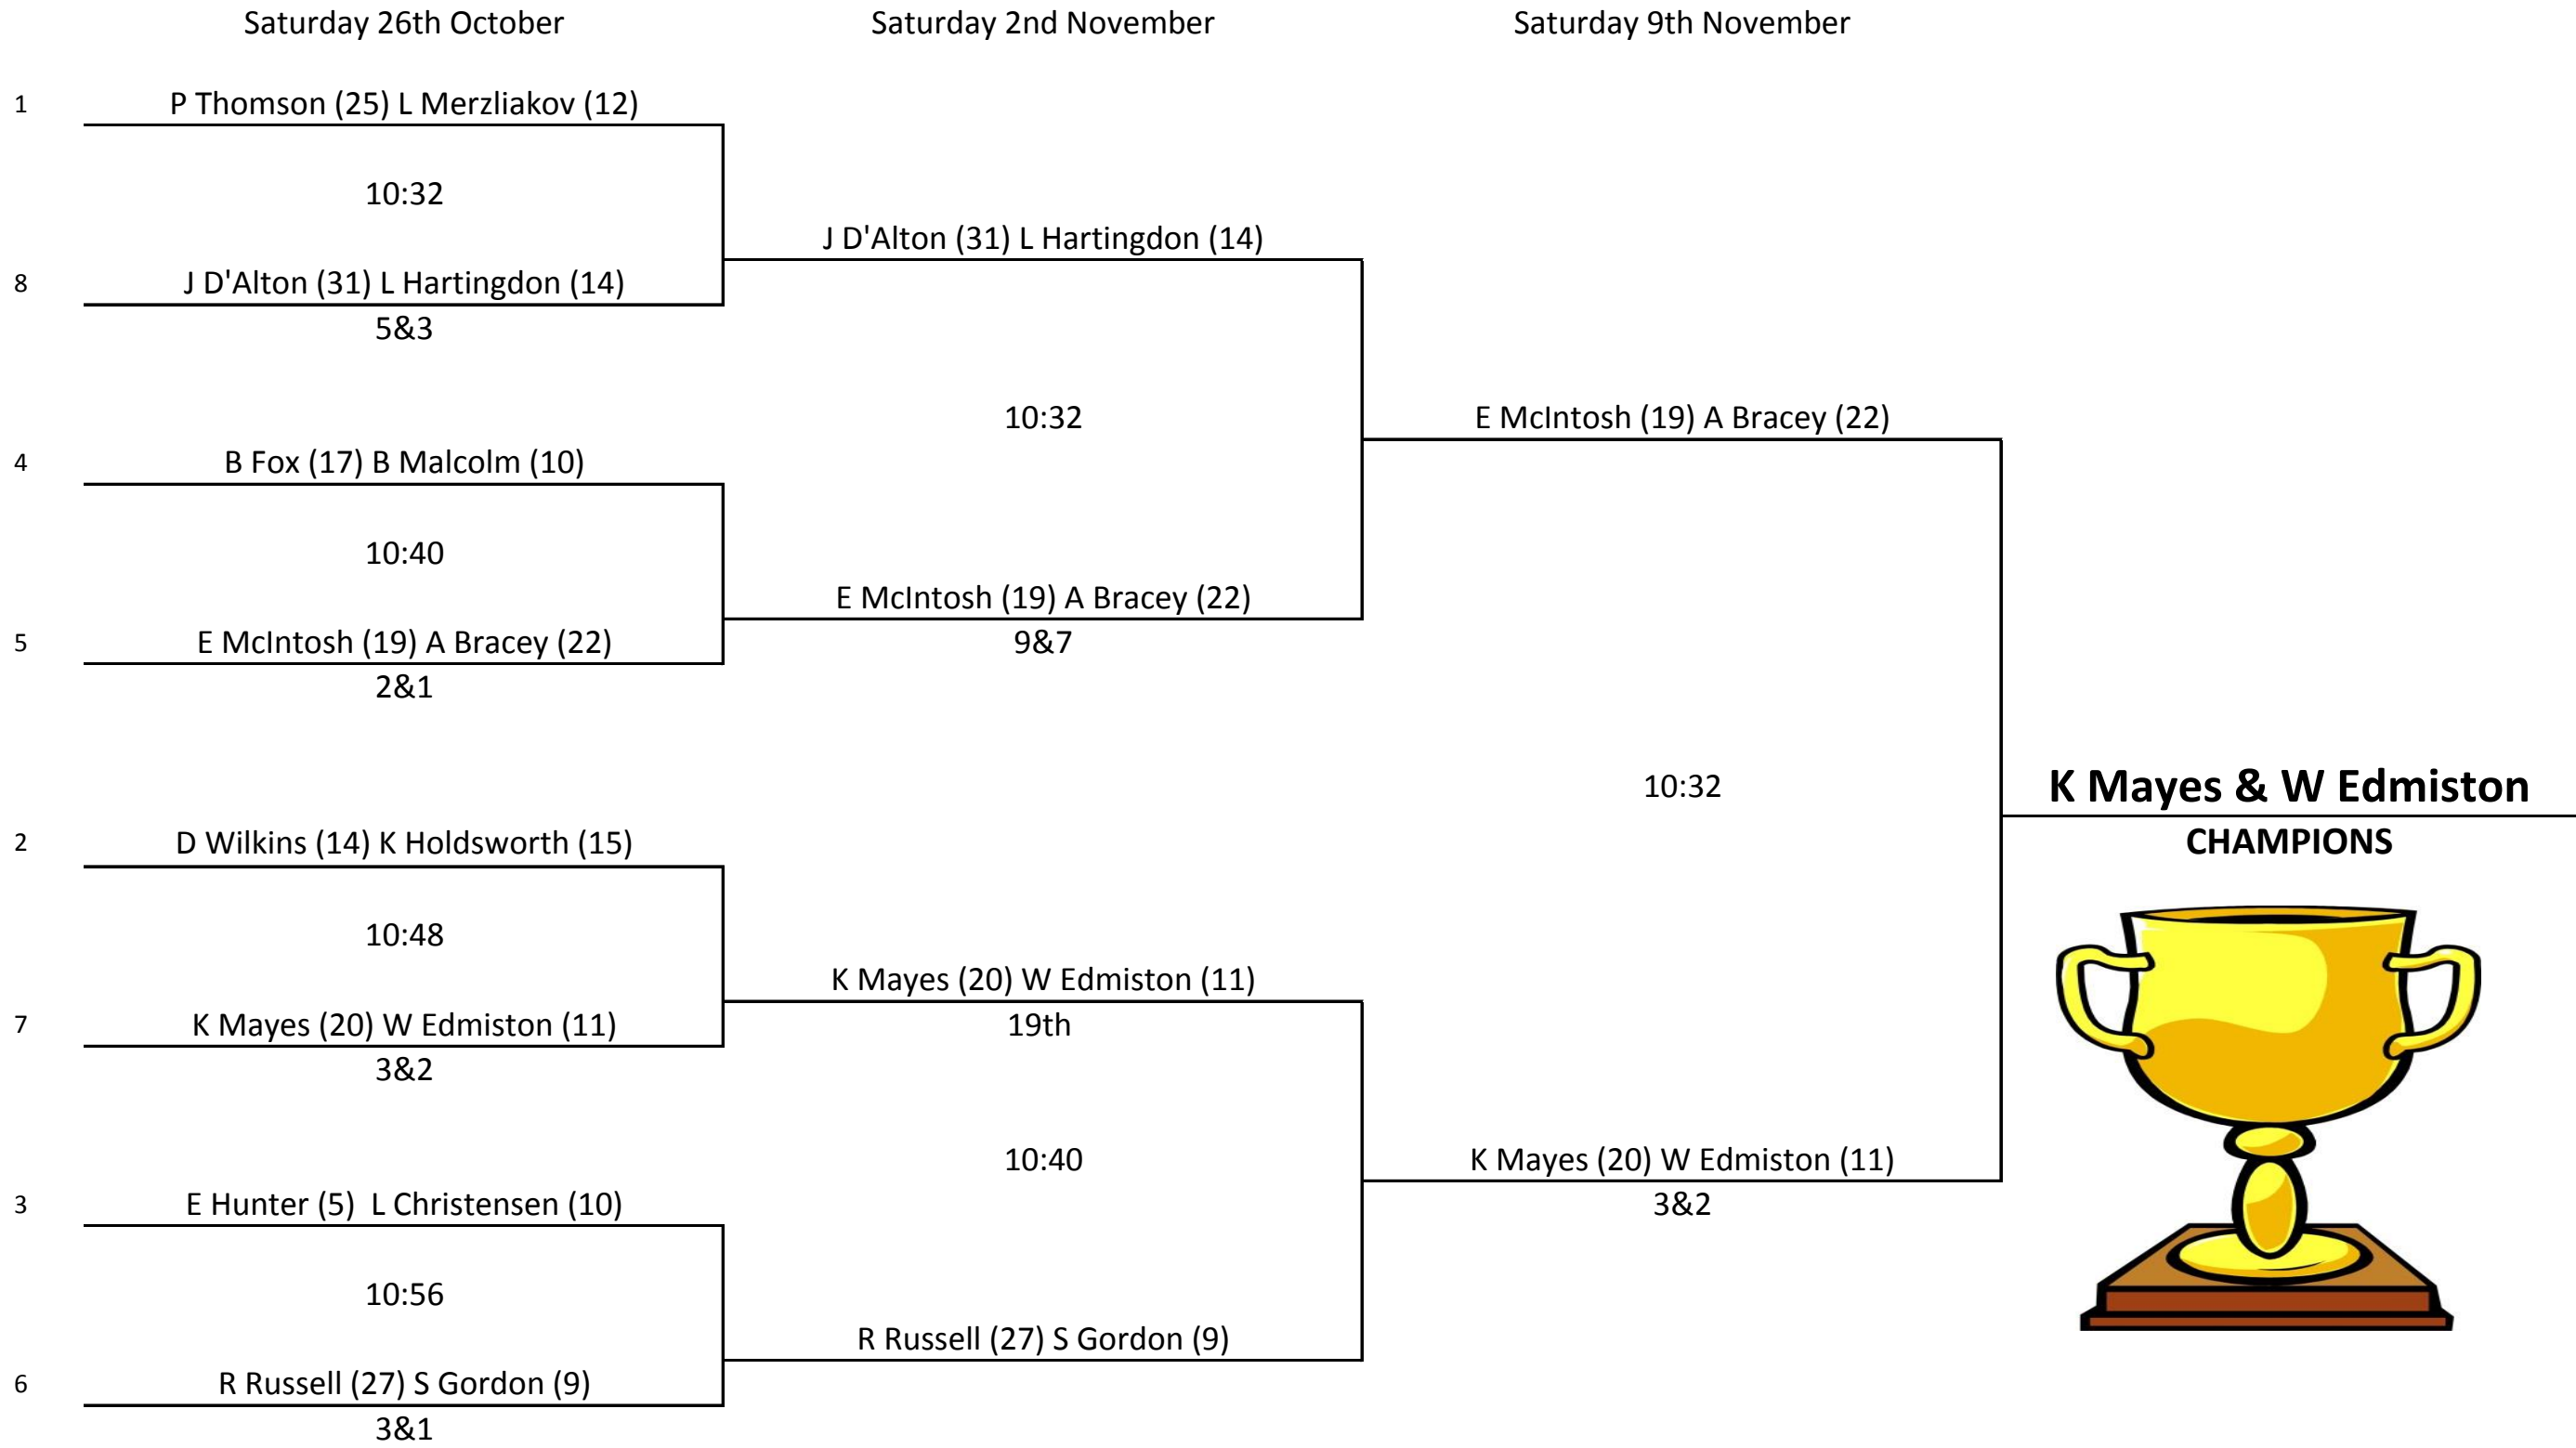 Saturday 26th October
Saturday 2nd November
Saturday 9th November
1
P Thomson (25) L Merzliakov (12)
10:32
J D'Alton (31) L Hartingdon (14)
8
J D'Alton (31) L Hartingdon (14)
5&3
10:32
E McIntosh (19) A Bracey (22)
4
B Fox (17) B Malcolm (10)
10:40
E McIntosh (19) A Bracey (22)
5
E McIntosh (19) A Bracey (22)
9&7
2&1
10:32
K Mayes & W Edmiston
2
D Wilkins (14) K Holdsworth (15)
CHAMPIONS
10:48
K Mayes (20) W Edmiston (11)
7
K Mayes (20) W Edmiston (11)
19th
3&2
10:40
K Mayes (20) W Edmiston (11)
3
E Hunter (5)  L Christensen (10)
3&2
10:56
R Russell (27) S Gordon (9)
6
R Russell (27) S Gordon (9)
3&1